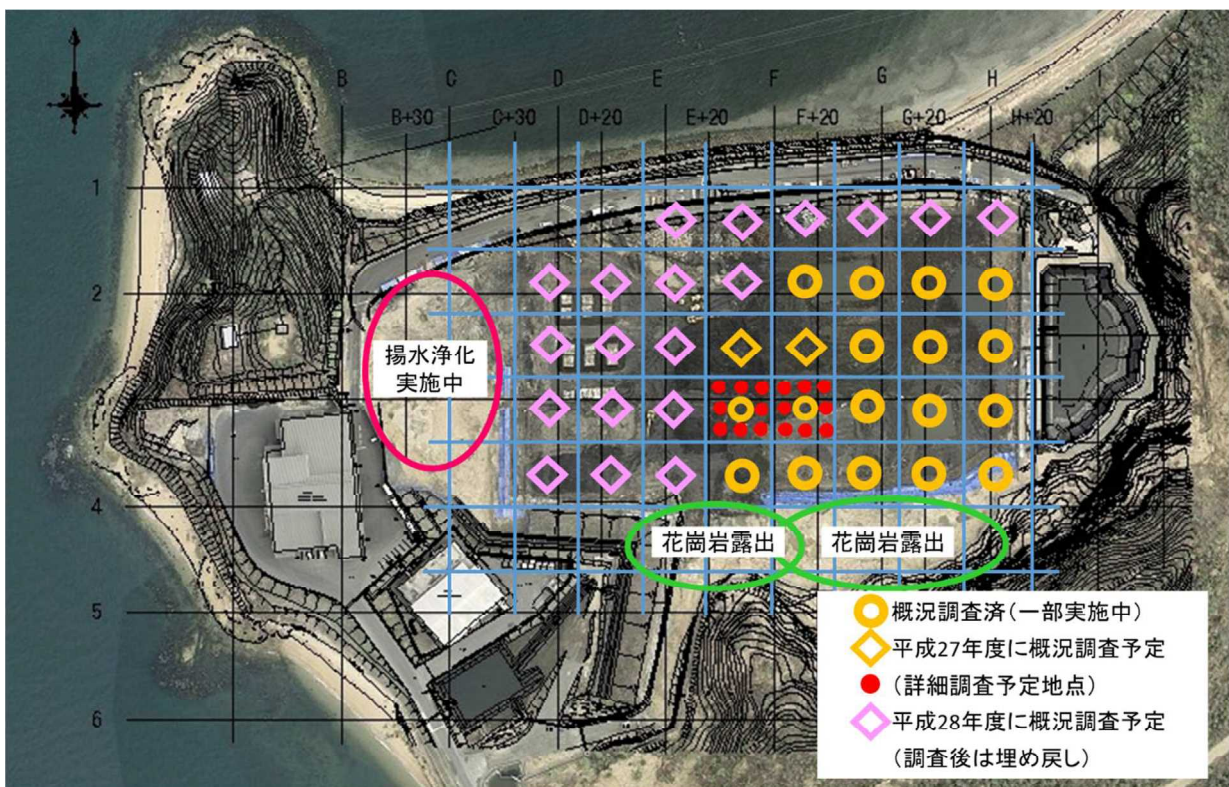 B
C
D
E
F
G
H
I
B+30
C+30
D+20
E+20
F+20
G+20
H+20
1
2
揚水浄化
実施中
3
4
花崗岩露出
花崗岩露出
5
6
概況調査済(一部実施中)
平成27年度に概況調査予定
(詳細調査予定地点)
平成28年度に概況調査予定
(調査後は埋め戻し)